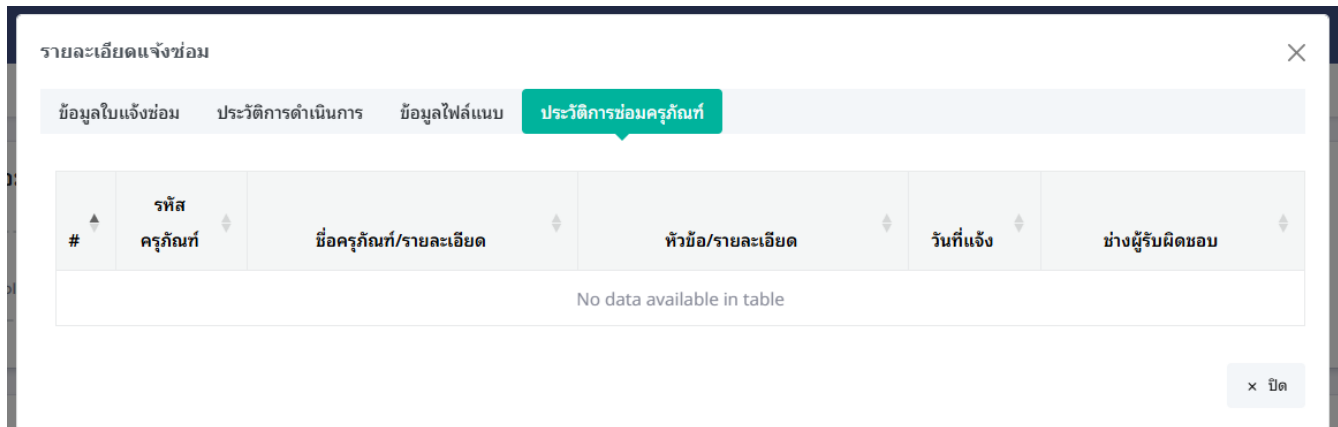 รายละเอียดแจ้งซ่อม
ข้อมูลใบแจ้งซ่อม ประวัติการดำเนินการ ข้อมูลไฟล์แนบ ประวัติการซ่อมครุภัณฑ์
# รหัสครุภัณฑ์ ชื่อครุภัณฑ์/รายละเอียด หัวข้อ/รายละเอียด วันที่แจ้ง ช่างผู้รับผิดชอบ
No data available in table
× ปิด